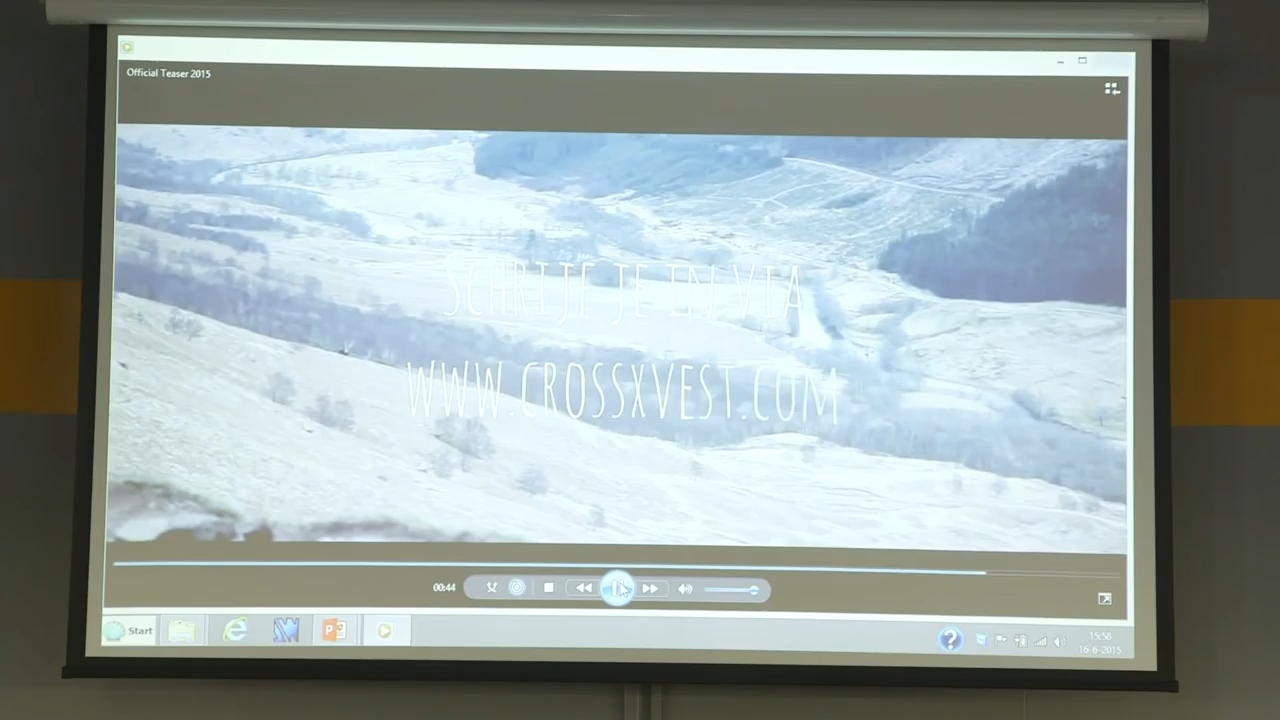 Official Teaser 2015
SCHRIJF JE IN VIA
WWW.CROSSXVEST.COM
00:44
Start
15:58
16-6-2015